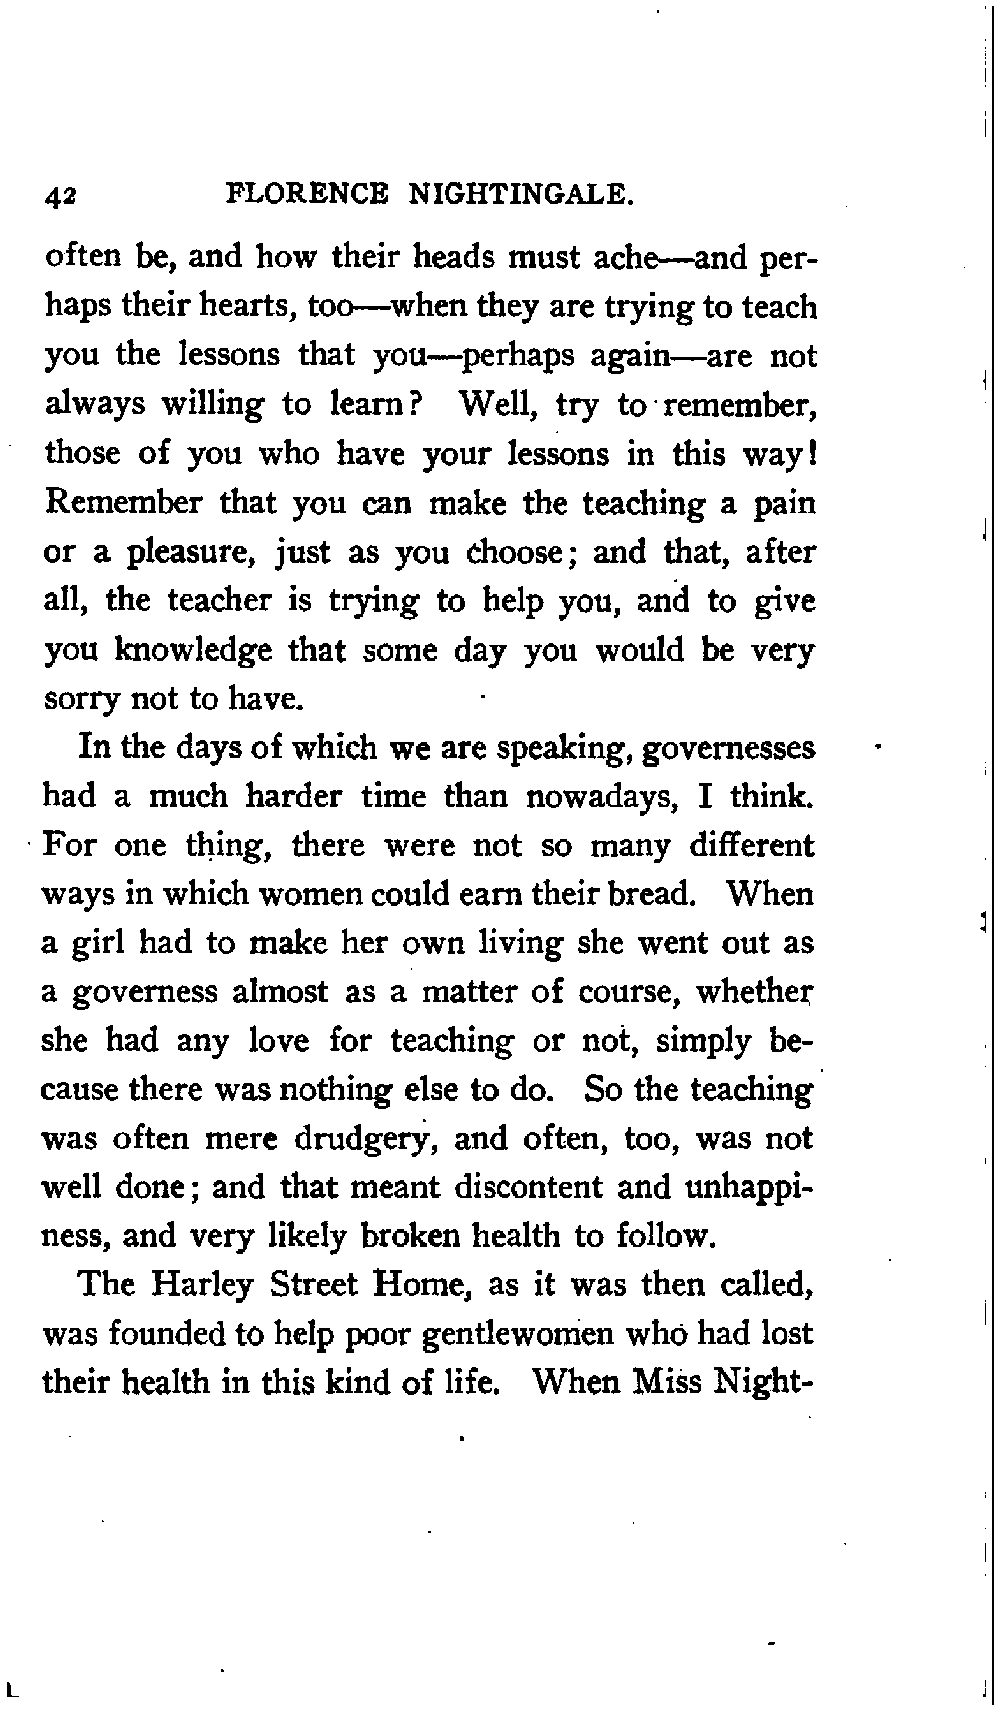 42 FLORENCE NIGHTINGALE.
often be, and how their heads must ache—and per-
haps their hearts, too—when they are trying to teach
you the lessons that you—perhaps again—are not
always willing to learn? Well, try to remember,
those of you who have your lessons in this way!
Remember that you can make the teaching a pain
or a pleasure, just as you choose; and that, after
all, the teacher is trying to help you, and to give
you knowledge that some day you would be very
sorry not to have.
In the days of which we are speaking, governesses
had a much harder time than nowadays, I think.
For one thing, there were not so many different
ways in which women could earn their bread. When
a girl had to make her own living she went out as
a governess almost as a matter of course, whether
she had any love for teaching or not, simply be-
cause there was nothing else to do. So the teaching
was often mere drudgery, and often, too, was not
well done; and that meant discontent and unhappi-
ness, and very likely broken health to follow.
The Harley Street Home, as it was then called,
was founded to help poor gentlewomen who had lost
their health in this kind of life. When Miss Night-